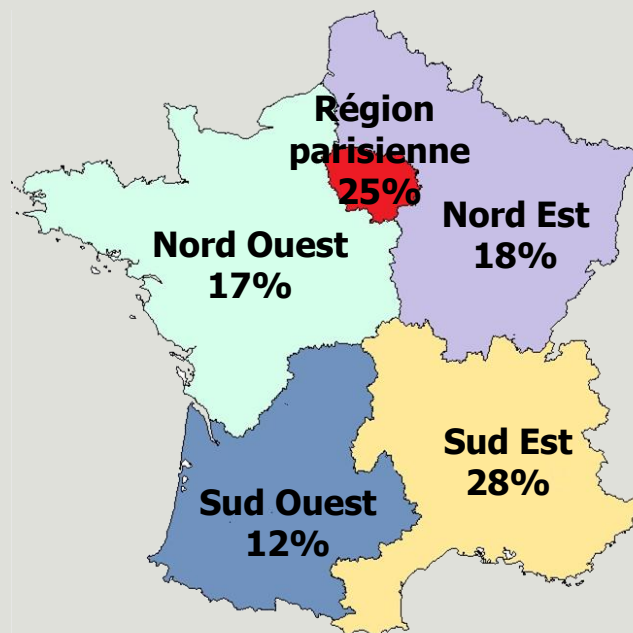 Région
parisienne
25%
Nord Est
18%
Nord Ouest
17%
Sud Est
28%
Sud Ouest
12%